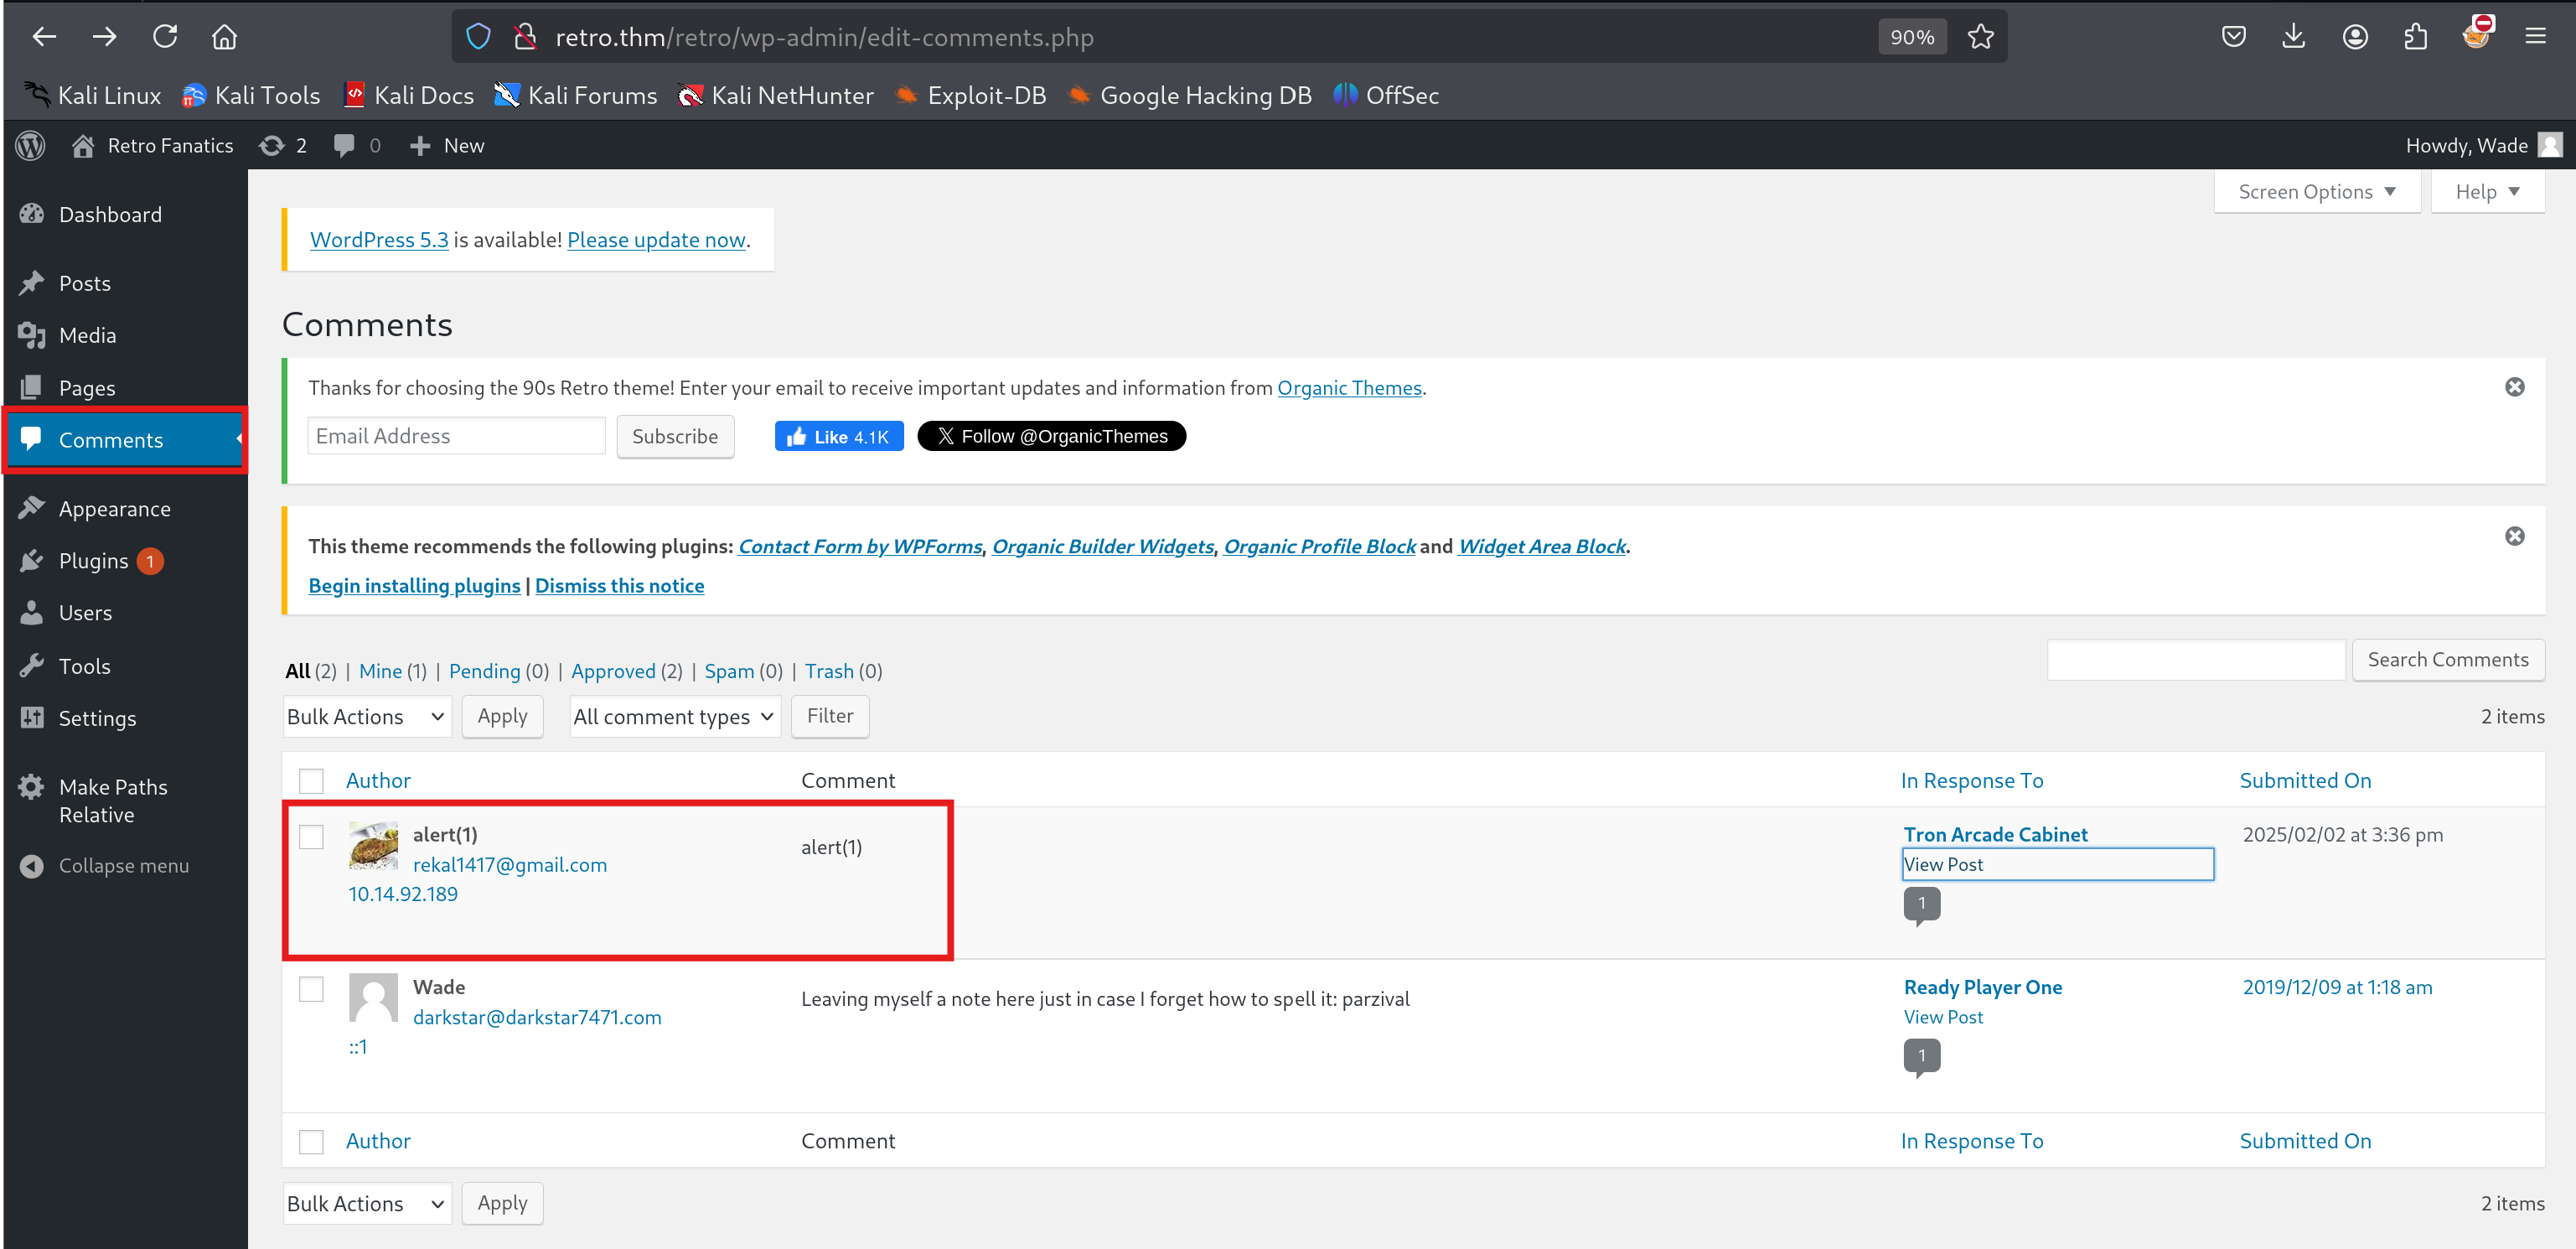 retro.thm/retro/wp-admin/edit-comments.php 90%
Kali Linux Kali Tools Kali Docs Kali Forums Kali NetHunter Exploit-DB Google Hacking DB OffSec
Retro Fanatics 2 0 New Howdy, Wade
Screen Options Help
Dashboard
Posts
Media
Pages
Comments
Appearance
Plugins 1
Users
Tools
Settings
Make Paths
Relative
Collapse menu
WordPress 5.3 is available! Please update now.
Comments
Thanks for choosing the 90s Retro theme! Enter your email to receive important updates and information from Organic Themes.
Email Address Subscribe Like 4.1K X Follow @OrganicThemes
This theme recommends the following plugins: Contact Form by WPForms, Organic Builder Widgets, Organic Profile Block and Widget Area Block.
Begin installing plugins | Dismiss this notice
All (2) | Mine (1) | Pending (0) | Approved (2) | Spam (0) | Trash (0) Search Comments
Bulk Actions Apply All comment types Filter 2 items
Author Comment In Response To Submitted On
alert(1) alert(1) Tron Arcade Cabinet 2025/02/02 at 3:36 pm
rekal1417@gmail.com View Post
10.14.92.189 1
Wade Leaving myself a note here just in case I forget how to spell it: parzival Ready Player One 2019/12/09 at 1:18 am
darkstar@darkstar7471.com View Post
::1 1
Author Comment In Response To Submitted On
Bulk Actions Apply 2 items